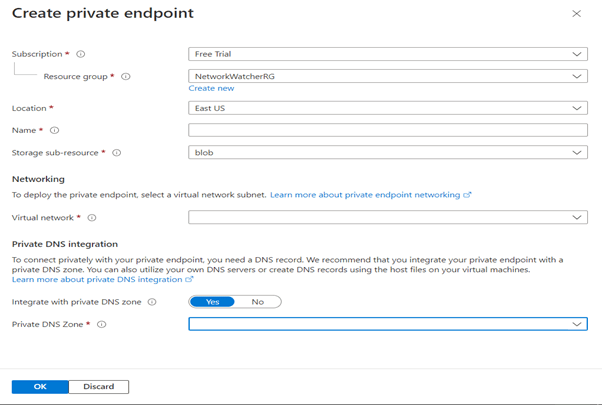 Create private endpoint
Subscription * Free Trial
Resource group * NetworkWatcherRG
Create new
Location * East US
Name *
Storage sub-resource * blob
Networking
To deploy the private endpoint, select a virtual network subnet. Learn more about private endpoint networking
Virtual network *
Private DNS integration
To connect privately with your private endpoint, you need a DNS record. We recommend that you integrate your private endpoint with a
private DNS zone. You can also utilize your own DNS servers or create DNS records using the host files on your virtual machines.
Learn more about private DNS integration
Integrate with private DNS zone Yes No
Private DNS Zone *
OK Discard